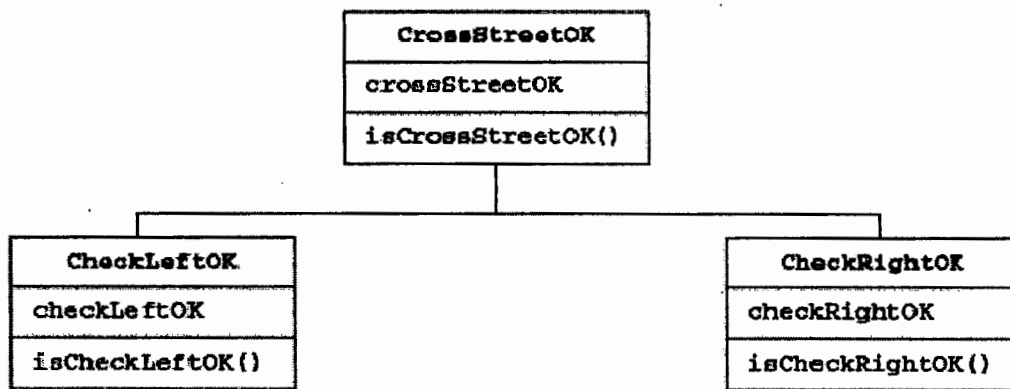 CrossStreetOK
crossStreetOK
isCrossStreetOK()
CheckLeftOK
checkLeftOK
isCheckLeftOK()
CheckRightOK
checkRightOK
isCheckRightOK()